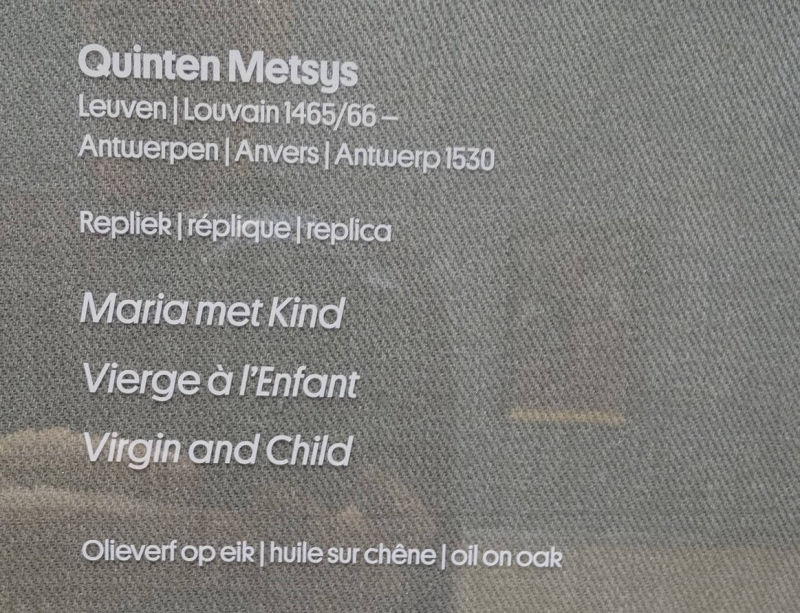 Quinten Metsys
Leuven | Louvain 1465/66 –
Antwerpen | Anvers | Antwerp 1530
Repliek | réplique | replica
Maria met Kind
Vierge à l'Enfant
Virgin and Child
Olieverf op eik | huile sur chêne | oil on oak